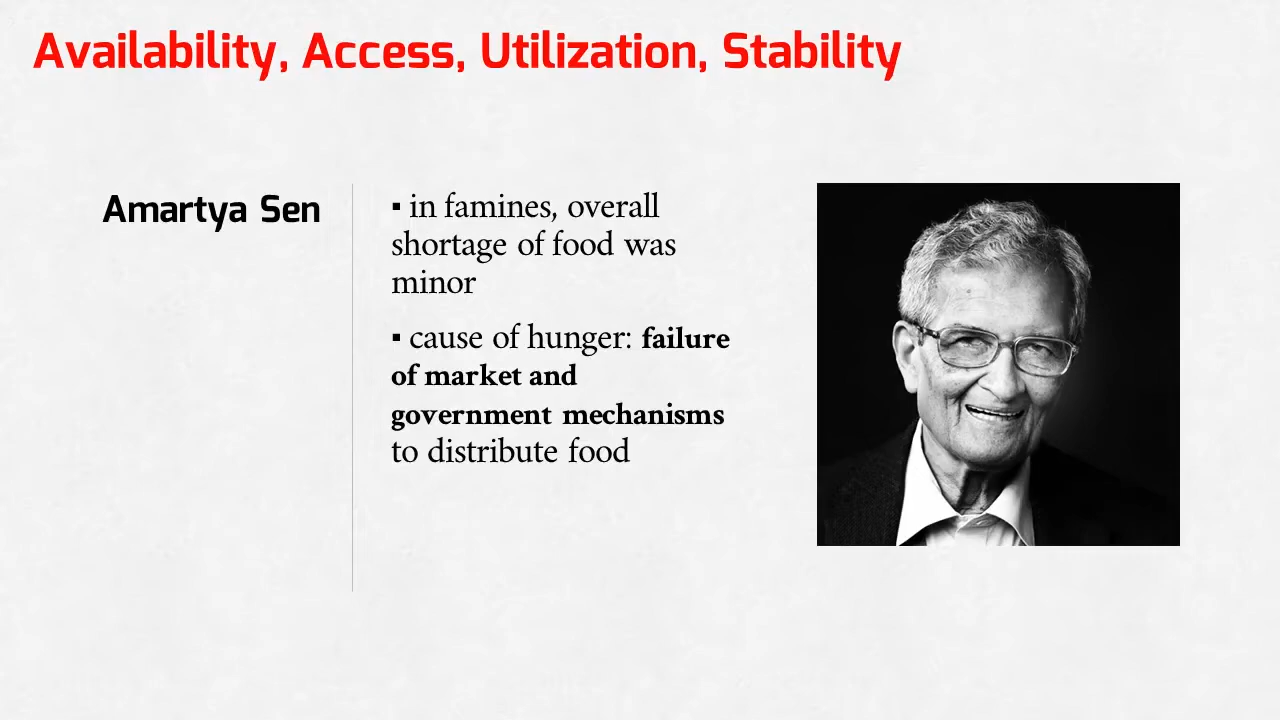 Availability, Access, Utilization, Stability
Amartya Sen
▪ in famines, overall
shortage of food was
minor
▪ cause of hunger: failure
of market and
government mechanisms
to distribute food